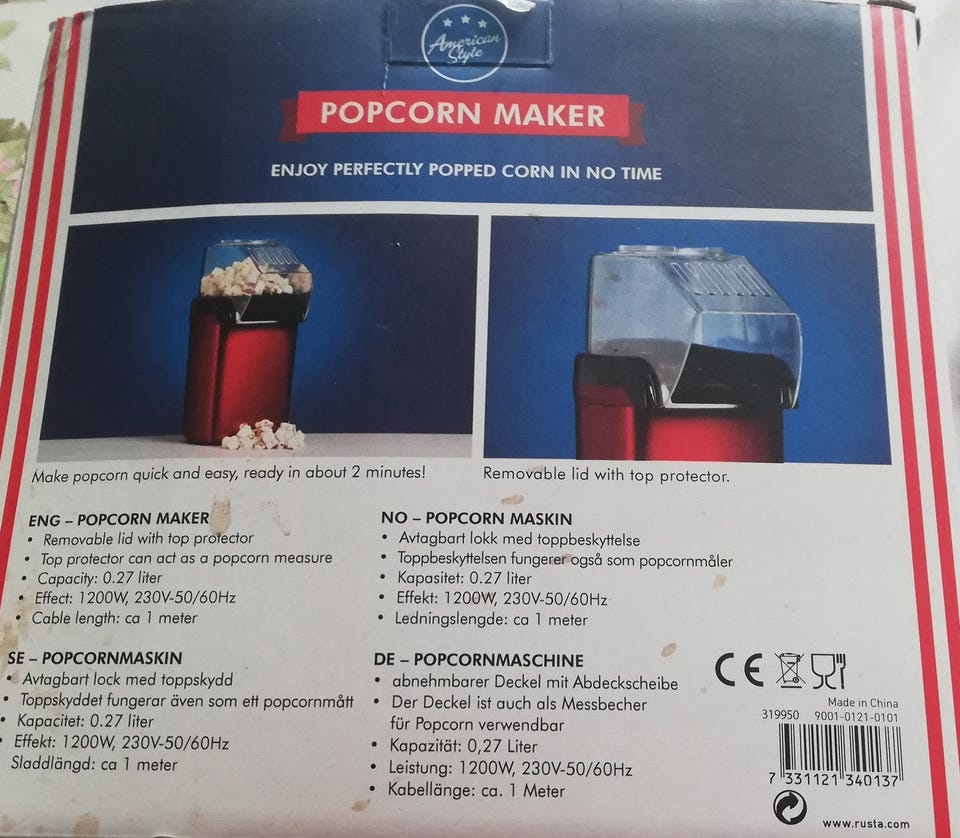 American
Style
POPCORN MAKER
ENJOY PERFECTLY POPPED CORN IN NO TIME
Make popcorn quick and easy, ready in about 2 minutes!
Removable lid with top protector.
ENG – POPCORN MAKER
• Removable lid with top protector
• Top protector can act as a popcorn measure
• Capacity: 0.27 liter
• Effect: 1200W, 230V-50/60Hz
• Cable length: ca 1 meter
NO – POPCORN MASKIN
• Avtagbart lokk med toppbeskyttelse
• Toppbeskyttelsen fungerer også som popcornmåler
• Kapasitet: 0.27 liter
• Effekt: 1200W, 230V-50/60Hz
• Ledningslengde: ca 1 meter
SE – POPCORNMASKIN
• Avtagbart lock med toppskydd
• Toppskyddet fungerar även som ett popcornmått
• Kapacitet: 0.27 liter
• Effekt: 1200W, 230V-50/60Hz
Sladdlängd: ca 1 meter
DE – POPCORNMASCHINE
• abnehmbarer Deckel mit Abdeckscheibe
• Der Deckel ist auch als Messbecher
für Popcorn verwendbar
• Kapazität: 0,27 Liter
• Leistung: 1200W, 230V-50/60Hz
• Kabellänge: ca. 1 Meter
CE
Made in China
319950 9001-0121-0101
7 331121 340137
www.rusta.com